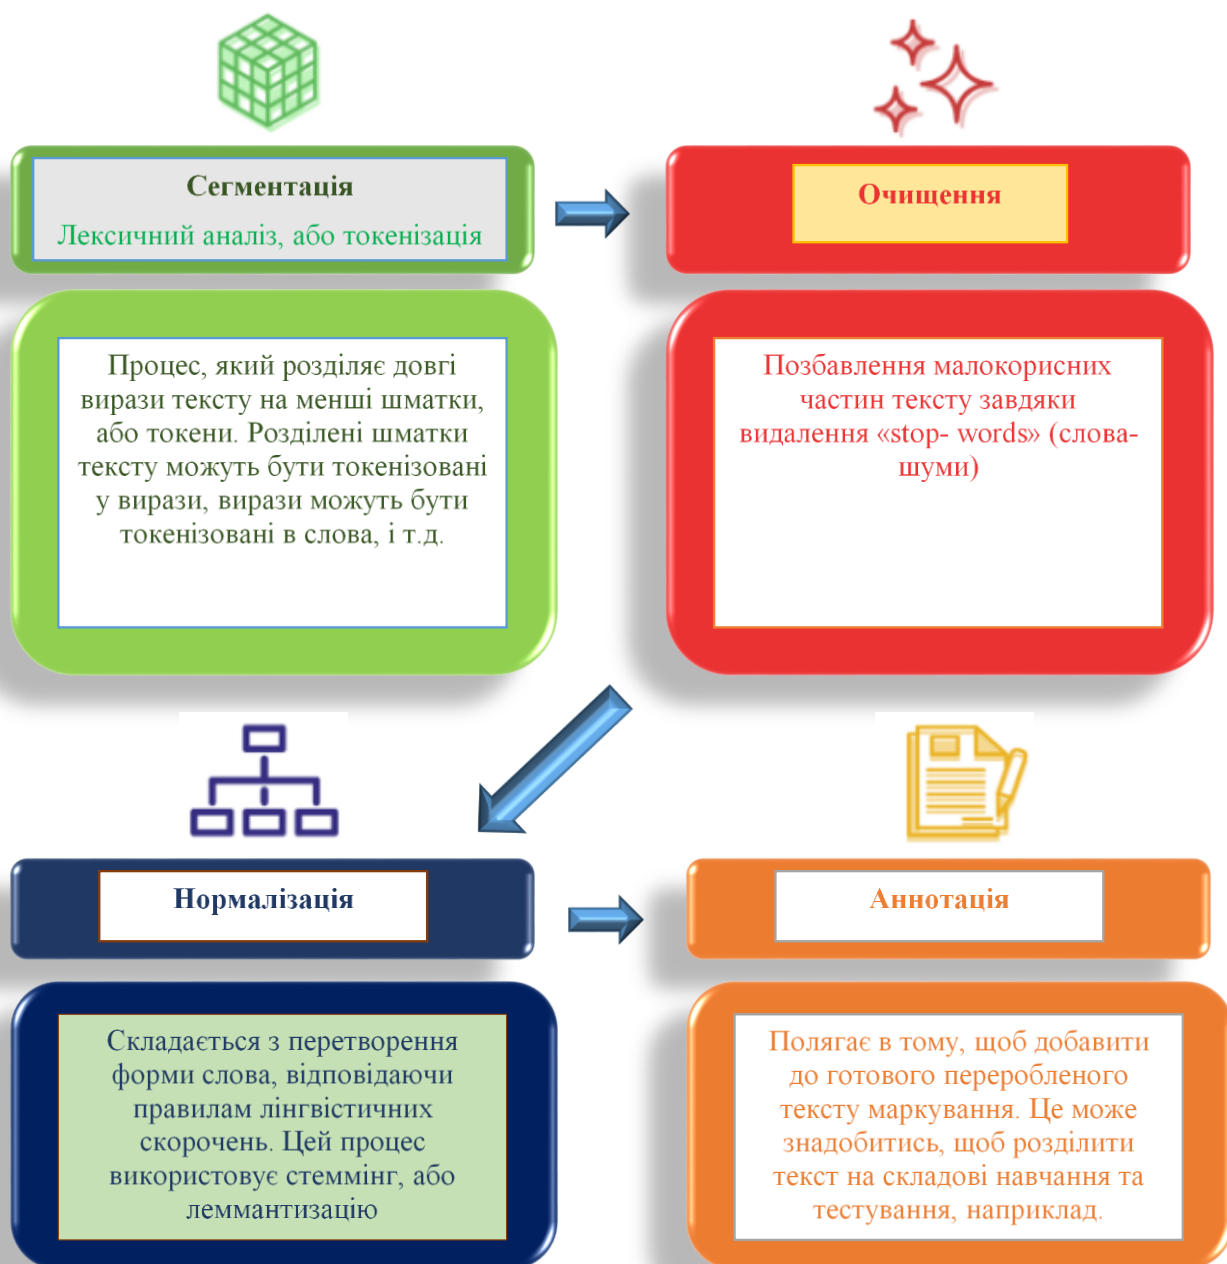 Сегментація
Лексичний аналіз, або токенізація
Очищення
Процес, який розділяє довгі
вирази тексту на менші шматки,
або токени. Розділені шматки
тексту можуть бути токенізовані
у вирази, вирази можуть бути
токенізовані в слова, і т.д.
Позбавлення малокорисних
частин тексту завдяки
видалення «stop- words» (слова-
шуми)
Нормалізація
Аннотація
Складається з перетворення
форми слова, відповідаючи
правилам лінгвістичних
скорочень. Цей процес
використовує стеммінг, або
леммантизацію
Полягає в тому, щоб добавити
до готового переробленого
тексту маркування. Це може
знадобитись, щоб розділити
текст на складові навчання та
тестування, наприклад.